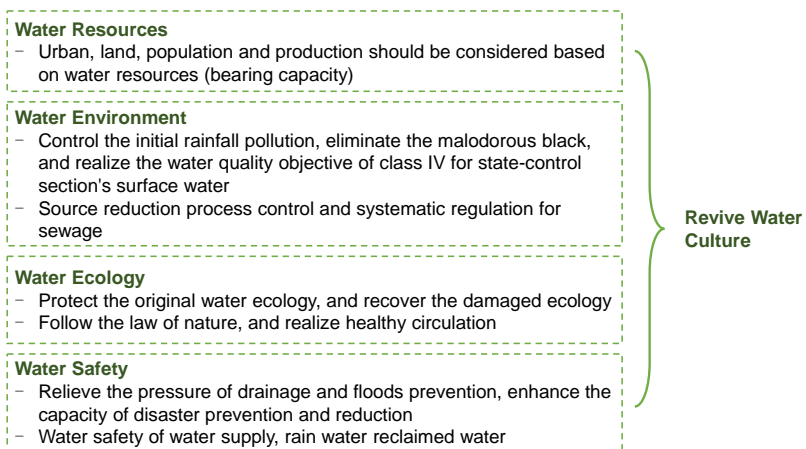 Water Resources
− Urban, land, population and production should be considered based
on water resources (bearing capacity)
Water Environment
− Control the initial rainfall pollution, eliminate the malodorous black,
and realize the water quality objective of class IV for state-control
section's surface water
− Source reduction process control and systematic regulation for
sewage
Water Ecology
− Protect the original water ecology, and recover the damaged ecology
− Follow the law of nature, and realize healthy circulation
Water Safety
− Relieve the pressure of drainage and floods prevention, enhance the
capacity of disaster prevention and reduction
− Water safety of water supply, rain water reclaimed water
Revive Water
Culture